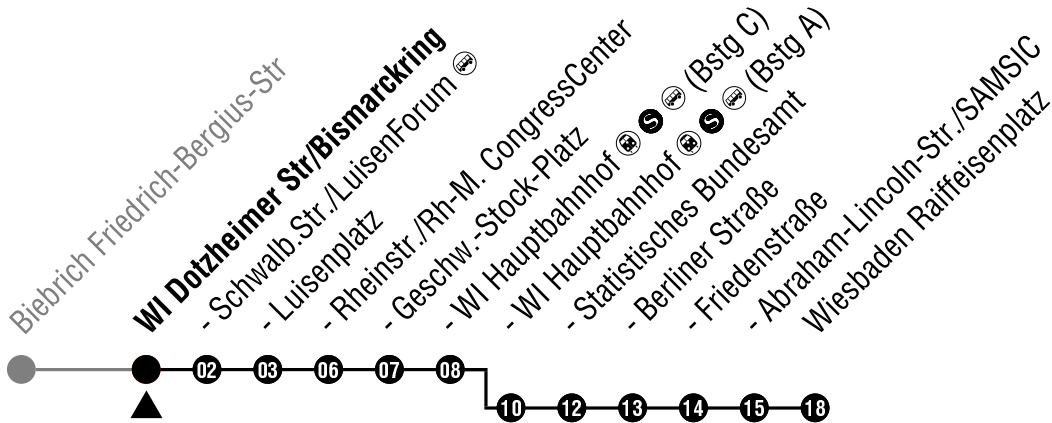 Biebrich Friedrich-Bergius-Str
WI Dotzheimer Str/Bismarckring
- Schwalb.Str./LuisenForum
- Luisenplatz
- Rheinstr./Rh-M. CongressCenter
- Geschw.-Stock-Platz
- WI Hauptbahnhof S (Bstg C)
- WI Hauptbahnhof S (Bstg A)
- Statistisches Bundesamt
- Berliner Straße
- Friedenstraße
- Abraham-Lincoln-Str./SAMSIC
Wiesbaden Raiffeisenplatz
02 03 06 07 08
10 12 13 14 15 18